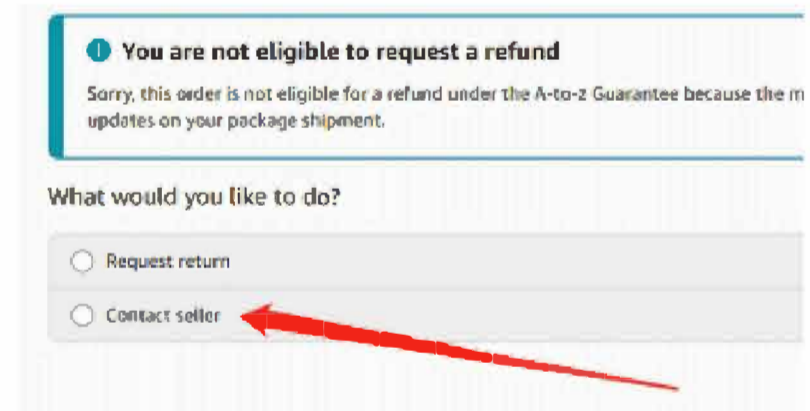 You are not eligible to request a refund
Sorry, this order is not eligible for a refund under the A-to-z Guarantee because the m
updates on your package shipment.
What would you like to do?
Request return
Contact seller